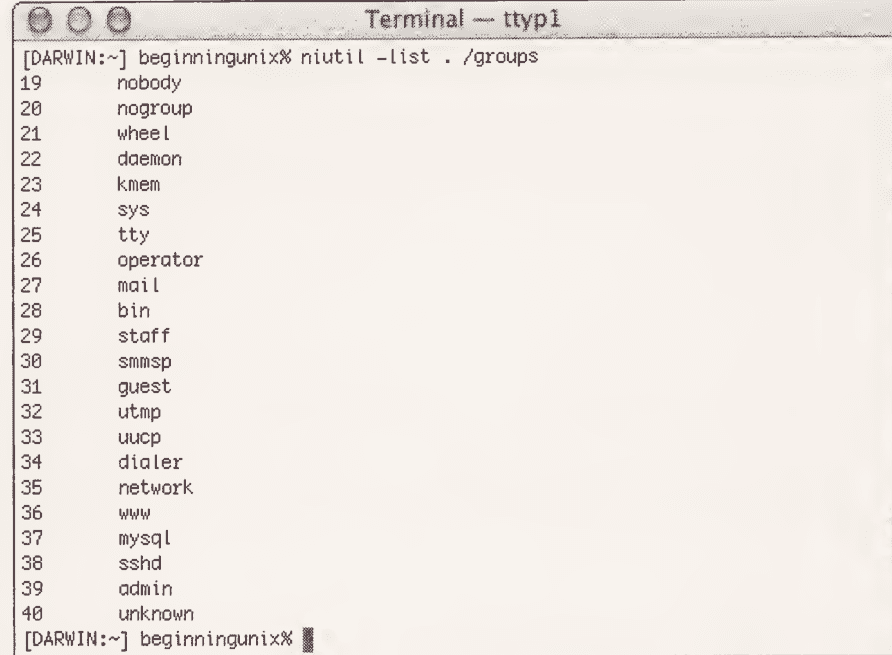 Terminal — ttyp1
[DARWIN:~] beginningunix% niutil -list . /groups
19 nobody
20 nogroup
21 wheel
22 daemon
23 kmem
24 sys
25 tty
26 operator
27 mail
28 bin
29 staff
30 smmsp
31 guest
32 utmp
33 uucp
34 dialer
35 network
36 www
37 mysql
38 sshd
39 admin
40 unknown
[DARWIN:~] beginningunix%